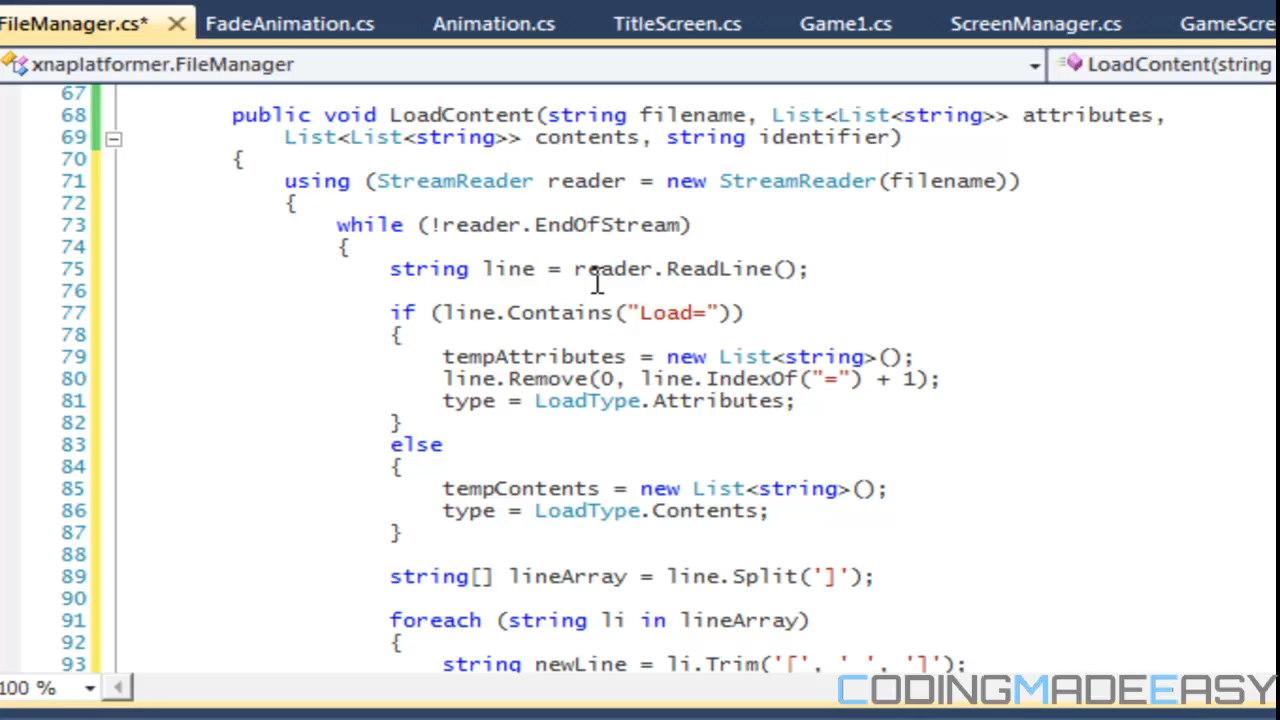 FileManager.cs* FadeAnimation.cs Animation.cs TitleScreen.cs Game1.cs ScreenManager.cs GameScre
xnaplatformer.FileManager LoadContent(string
67
68 public void LoadContent(string filename, List<List<string>> attributes,
69 List<List<string>> contents, string identifier)
70 {
71 using (StreamReader reader = new StreamReader(filename))
72 {
73 while (!reader.EndOfStream)
74 {
75 string line = reader.ReadLine();
76
77 if (line.Contains("Load="))
78 {
79 tempAttributes = new List<string>();
80 line.Remove(0, line.IndexOf("=") + 1);
81 type = LoadType.Attributes;
82 }
83 else
84 {
85 tempContents = new List<string>();
86 type = LoadType.Contents;
87 }
88
89 string[] lineArray = line.Split(']');
90
91 foreach (string li in lineArray)
92 {
93 string newLine = li.Trim('[', ' ', ']');
100 %
CODINGMADEEASY